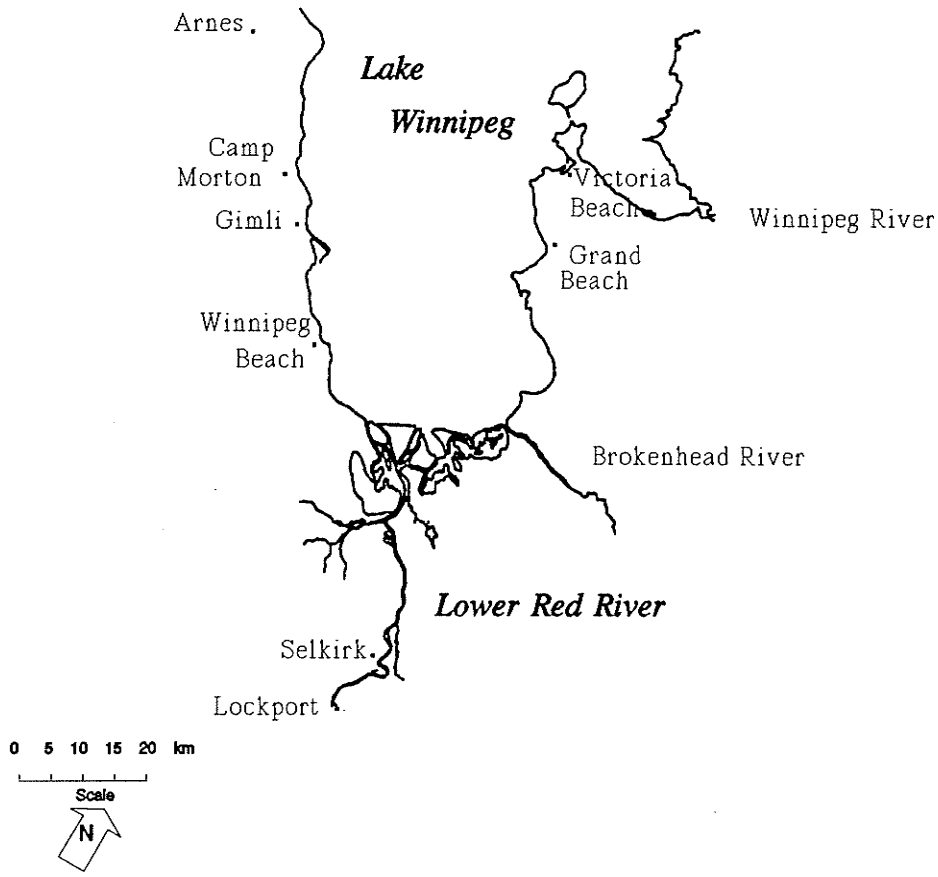 Arnes
Lake
Winnipeg
Camp
Morton
Gimli
Victoria
Beach
Winnipeg River
Grand
Beach
Winnipeg
Beach
Brokenhead River
Lower Red River
Selkirk
Lockport
0 5 10 15 20 km
Scale
N